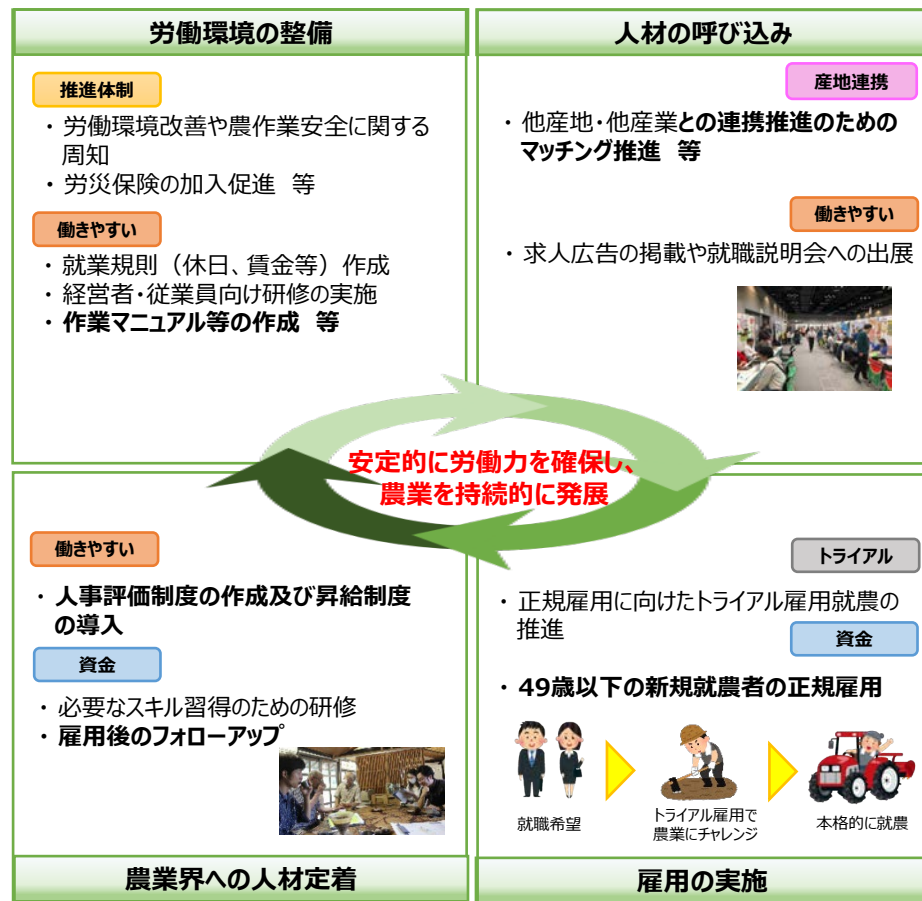 労働環境の整備
推進体制
・ 労働環境改善や農作業安全に関する
周知
・ 労災保険の加入促進 等
働きやすい
・ 就業規則（休日、賃金等）作成
・ 経営者・従業員向け研修の実施
・ 作業マニュアル等の作成 等
人材の呼び込み
産地連携
・ 他産地・他産業との連携推進のための
マッチング推進 等
働きやすい
・ 求人広告の掲載や就職説明会への出展
安定的に労働力を確保し、
農業を持続的に発展
働きやすい
・ 人事評価制度の作成及び昇給制度
の導入
資金
・ 必要なスキル習得のための研修
・ 雇用後のフォローアップ
農業界への人材定着
トライアル
・ 正規雇用に向けたトライアル雇用就農の
推進
資金
・ 49歳以下の新規就農者の正規雇用
就職希望
トライアル雇用で
農業にチャレンジ
本格的に就農
雇用の実施